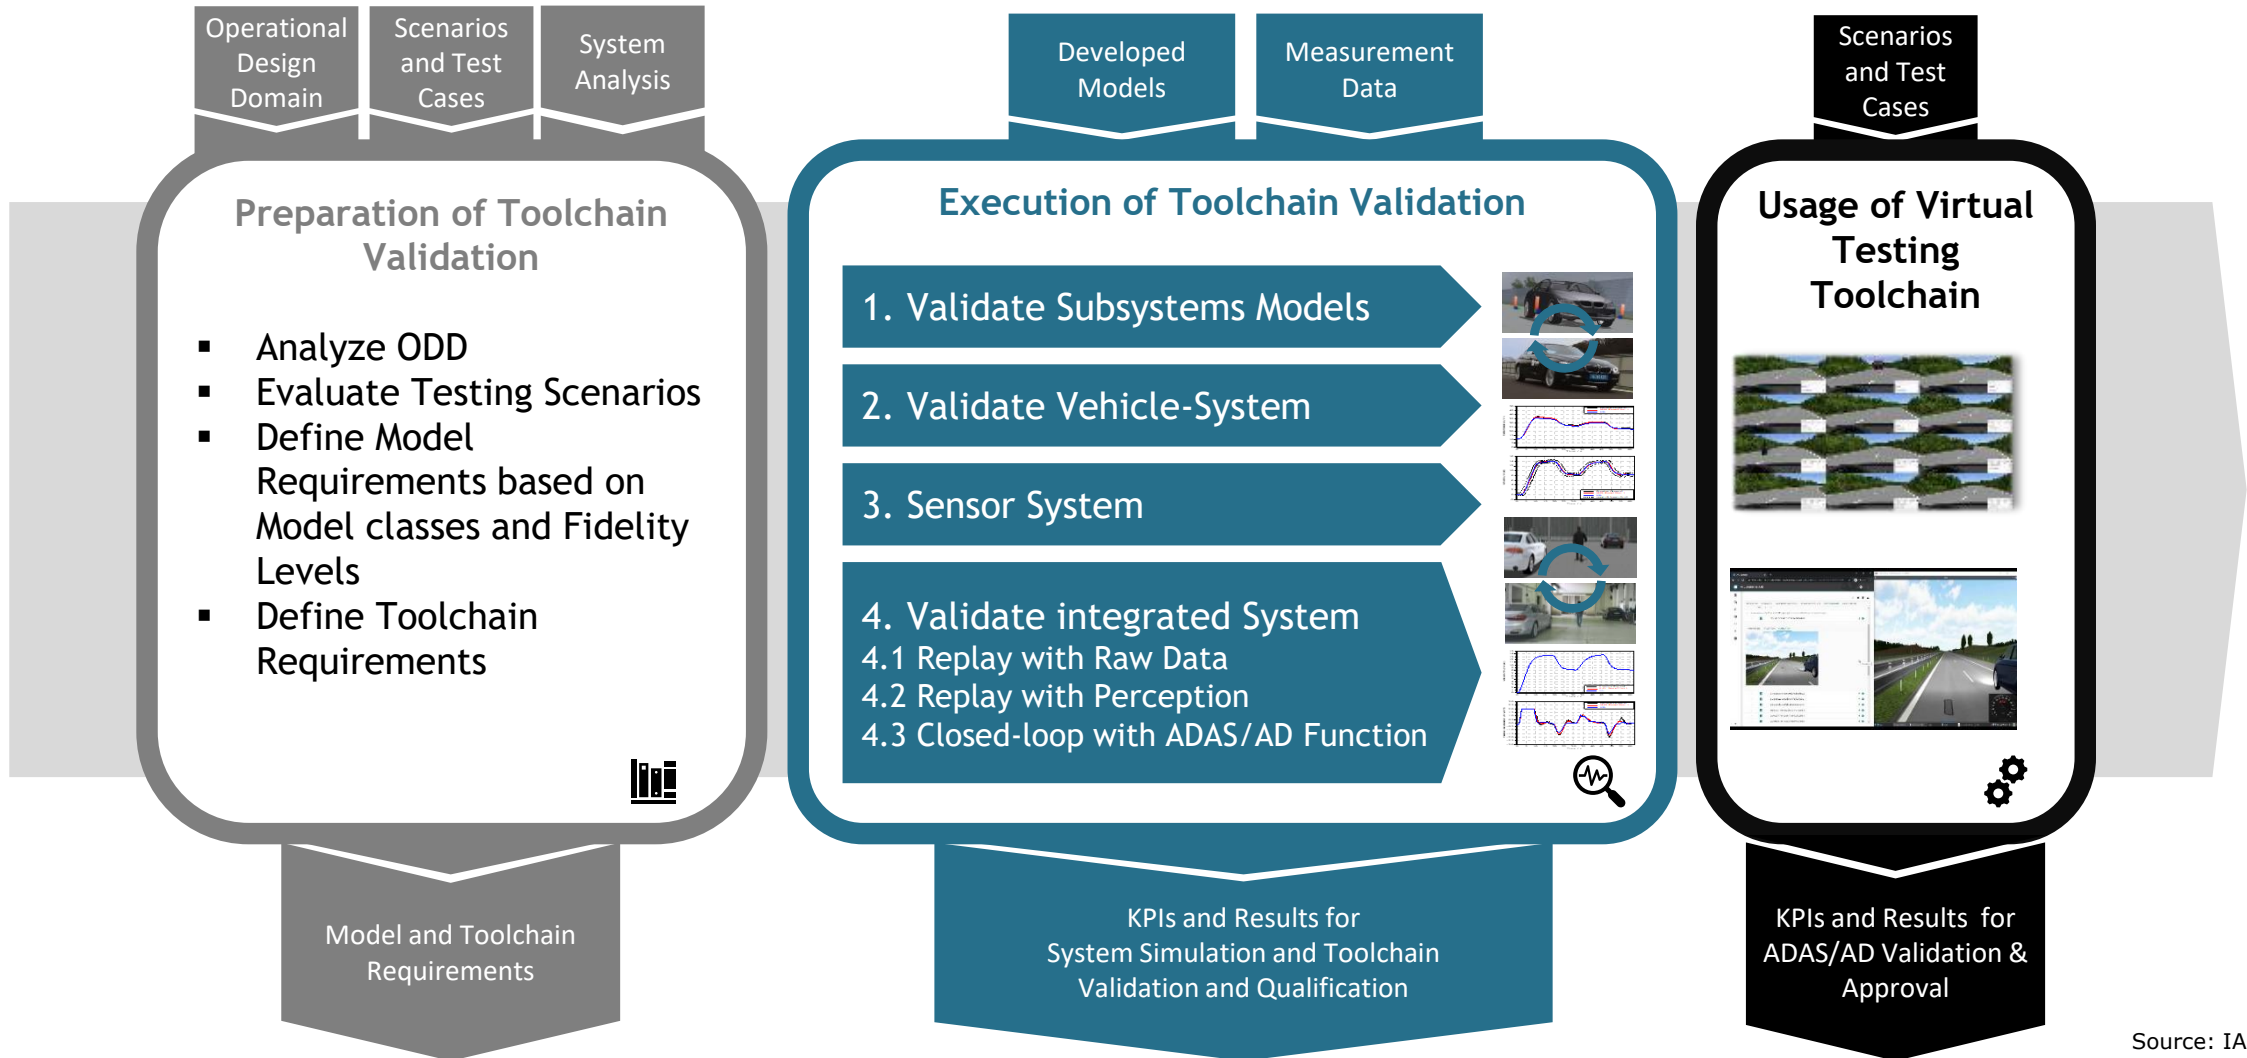 Operational
Design
Domain
Scenarios
and Test
Cases
System
Analysis
Developed
Models
Measurement
Data
Scenarios
and Test
Cases
Preparation of Toolchain
Validation
▪ Analyze ODD
▪ Evaluate Testing Scenarios
▪ Define Model
Requirements based on
Model classes and Fidelity
Levels
▪ Define Toolchain
Requirements
Execution of Toolchain Validation
1. Validate Subsystems Models
2. Validate Vehicle-System
3. Sensor System
4. Validate integrated System
4.1 Replay with Raw Data
4.2 Replay with Perception
4.3 Closed-loop with ADAS/AD Function
Usage of Virtual
Testing
Toolchain
Model and Toolchain
Requirements
KPIs and Results for
System Simulation and Toolchain
Validation and Qualification
KPIs and Results for
ADAS/AD Validation &
Approval
Source: IA